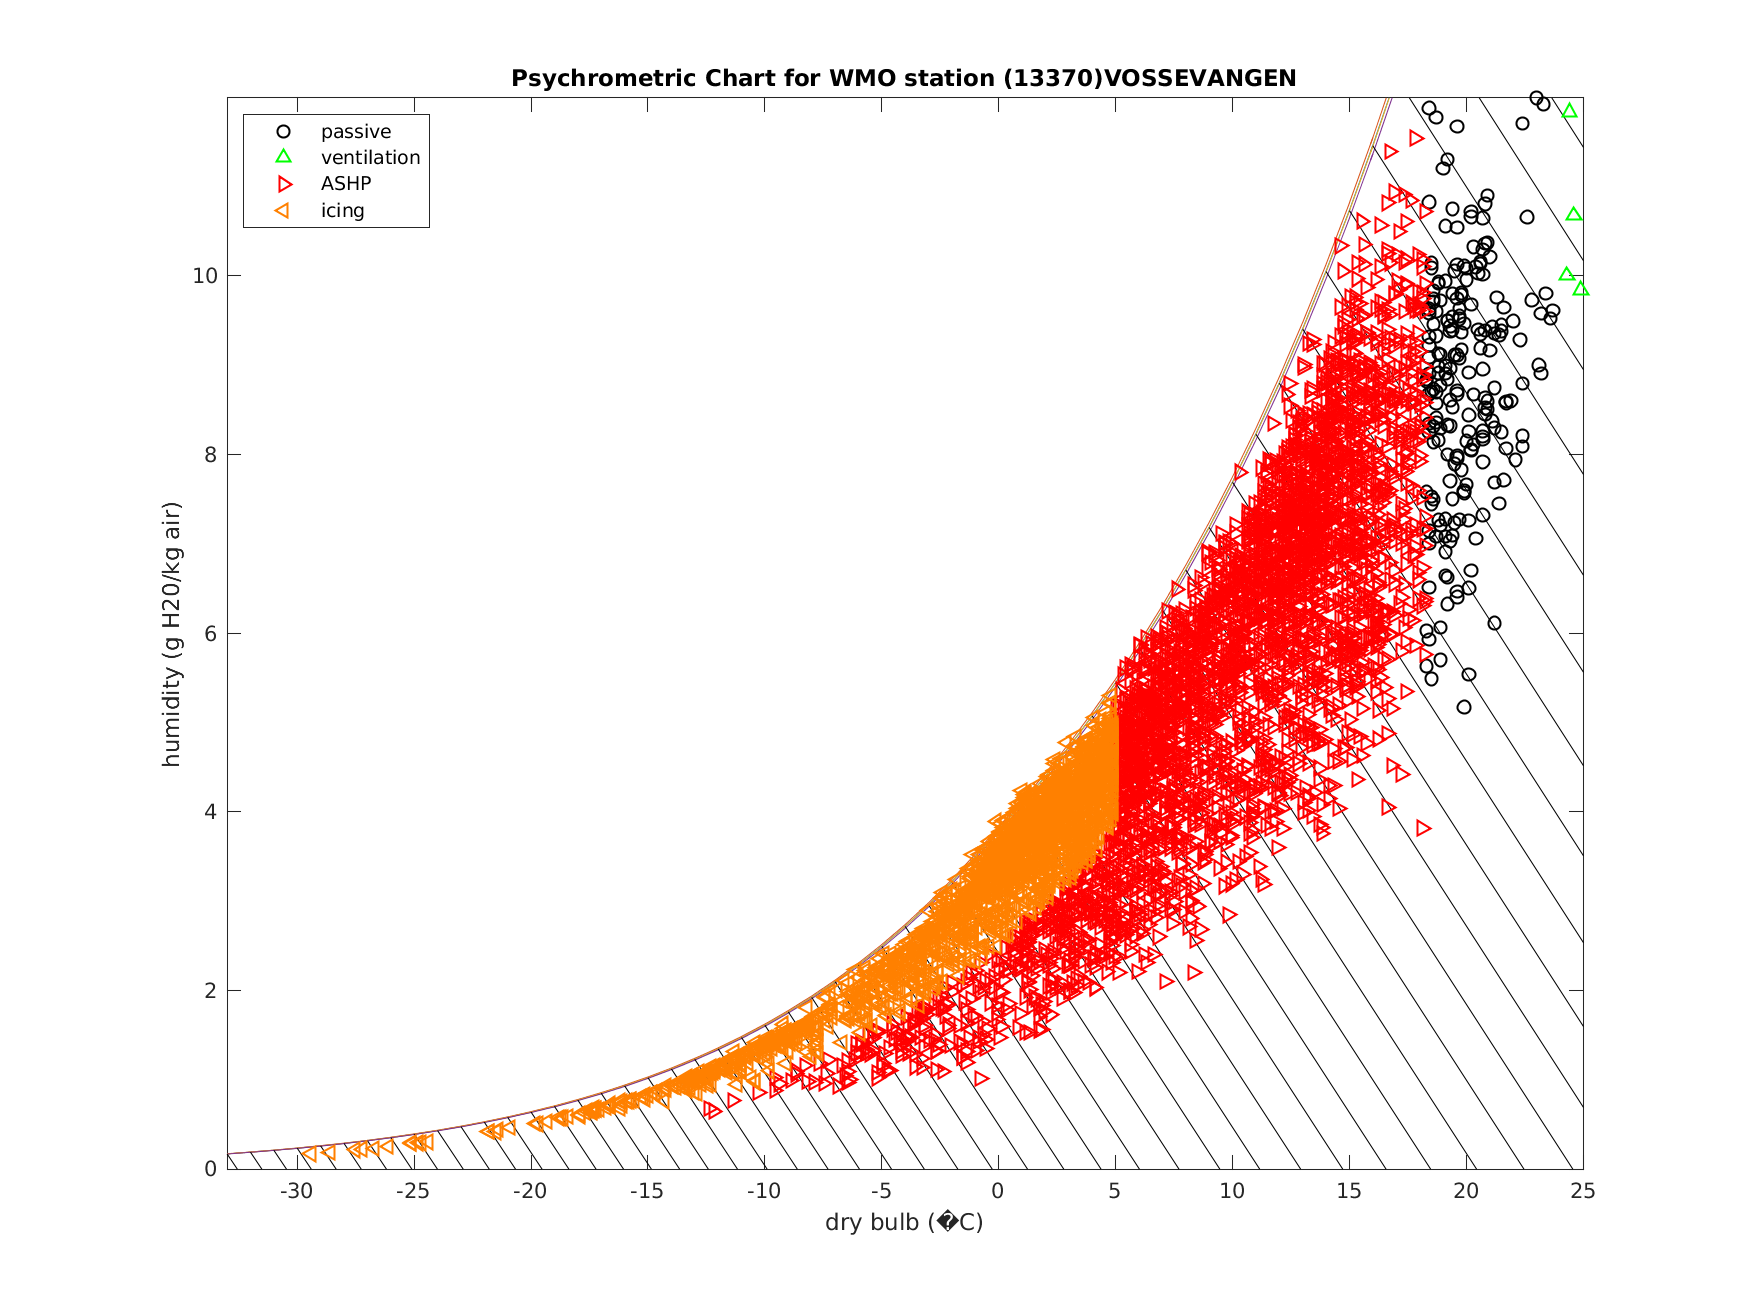 Psychrometric Chart for WMO station (13370)VOSSEVANGEN
passive
ventilation
ASHP
icing
humidity (g H20/kg air)
10
8
6
4
2
0
-30 -25 -20 -15 -10 -5 0 5 10 15 20 25
dry bulb (�C)